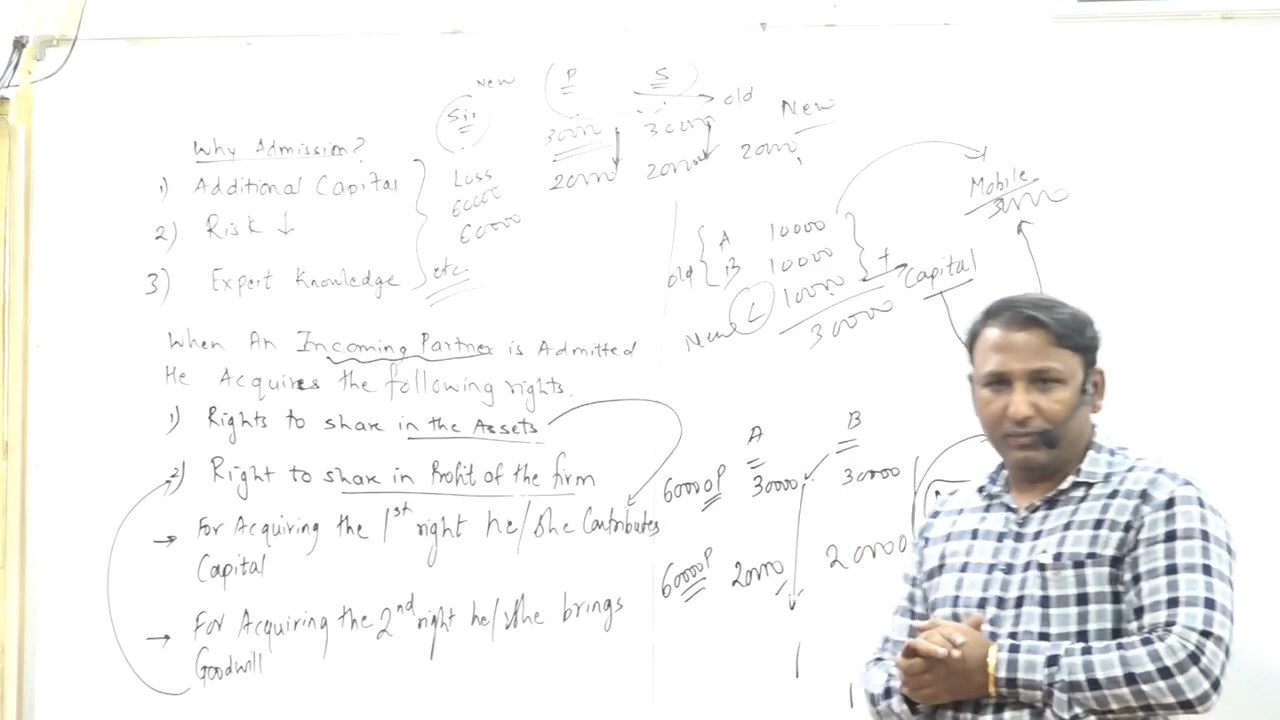 Why Admission?
1) Additional Capital
2) Risk ↓
3) Expert Knowledge
etc
When An Incoming Partner is Admitted
He Acquires the following rights.
1) Rights to share in the Assets
2) Right to share in Profit of the firm
→ For Acquiring the 1st right he/she Contributes
Capital
→ For Acquiring the 2nd right he/she brings
Goodwill
New P S old New
Sir 30000 30000
Loss 20000 20000 20000
60000
60000
Mobile
30000
old { A 10000
B 10000
New 10000
30000
+ Capital
A B
60000P 30000 30000
60000P 20000 20000